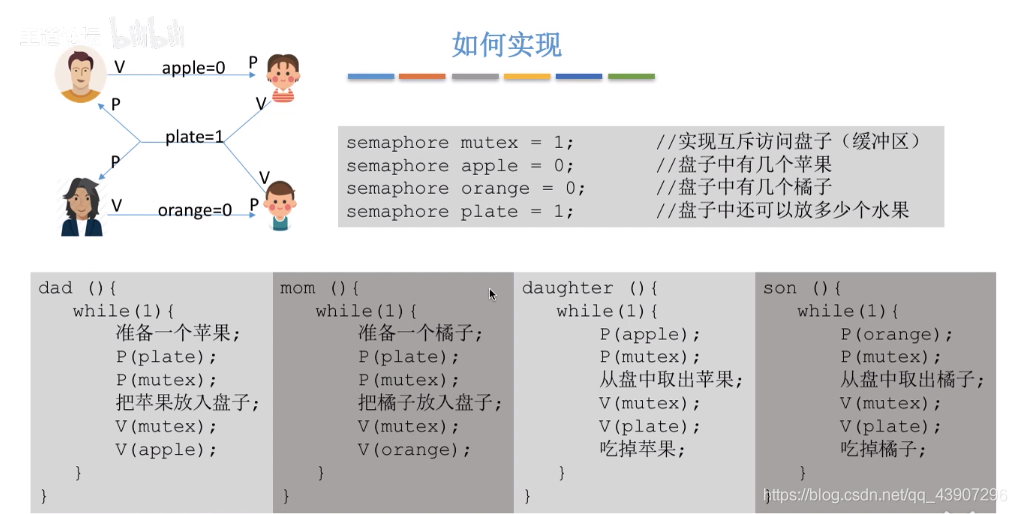 bilibili
如何实现
V
apple=0
P
P
V
plate=1
P
V
V
orange=0
P
semaphore mutex = 1; //实现互斥访问盘子（缓冲区）
semaphore apple = 0; //盘子中有几个苹果
semaphore orange = 0; //盘子中有几个橘子
semaphore plate = 1; //盘子中还可以放多少个水果
dad (){
while(1){
准备一个苹果;
P(plate);
P(mutex);
把苹果放入盘子;
V(mutex);
V(apple);
}
}
mom (){
while(1){
准备一个橘子;
P(plate);
P(mutex);
把橘子放入盘子;
V(mutex);
V(orange);
}
}
daughter (){
while(1){
P(apple);
P(mutex);
从盘中取出苹果;
V(mutex);
V(plate);
吃掉苹果;
}
}
son (){
while(1){
P(orange);
P(mutex);
从盘中取出橘子;
V(mutex);
V(plate);
吃掉橘子;
}
}
https://blog.csdn.net/qq_43907296